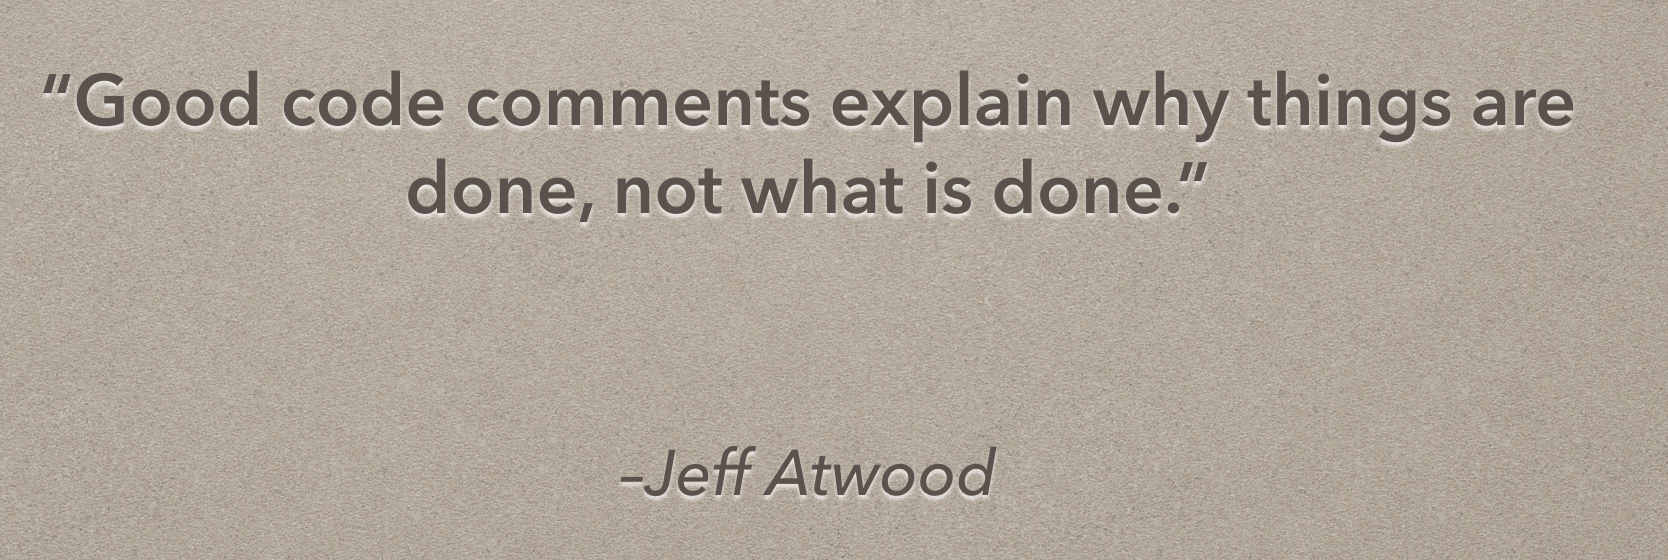 “Good code comments explain why things are
done, not what is done.”
–Jeff Atwood